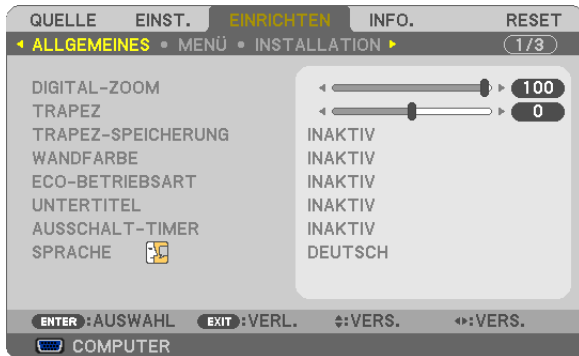 QUELLE EINST. EINRICHTEN INFO. RESET
ALLGEMEINES • MENÜ • INSTALLATION 1/3
DIGITAL-ZOOM 100
TRAPEZ 0
TRAPEZ-SPEICHERUNG INAKTIV
WANDFARBE INAKTIV
ECO-BETRIEBSART INAKTIV
UNTERTITEL INAKTIV
AUSSCHALT-TIMER INAKTIV
SPRACHE DEUTSCH
ENTER :AUSWAHL EXIT :VERL. :VERS. :VERS.
COMPUTER